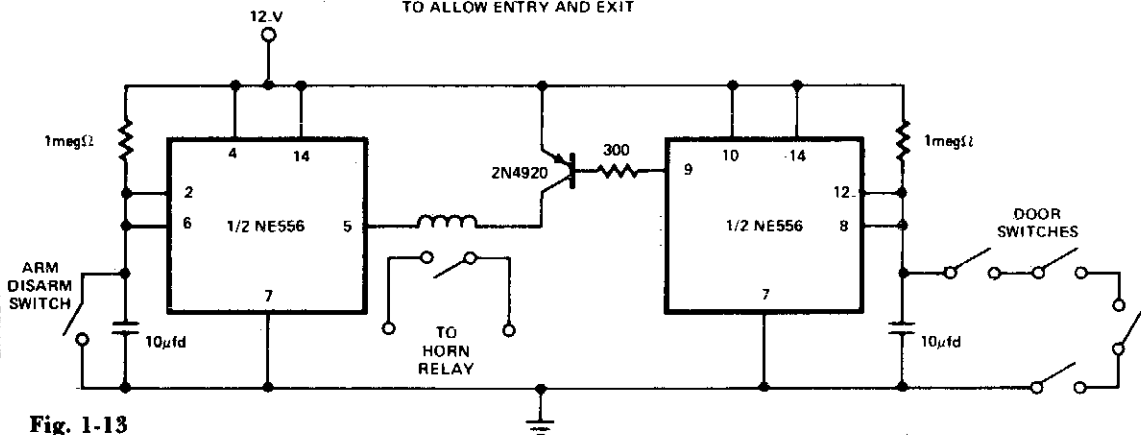 TO ALLOW ENTRY AND EXIT
12-V
1megΩ
4
14
2
6
1/2 NE556
5
7
ARM
DISARM
SWITCH
10μfd
TO
HORN
RELAY
2N4920
300
9
10
14
12
8
1/2 NE556
7
1megΩ
10μfd
DOOR
SWITCHES
Fig. 1-13